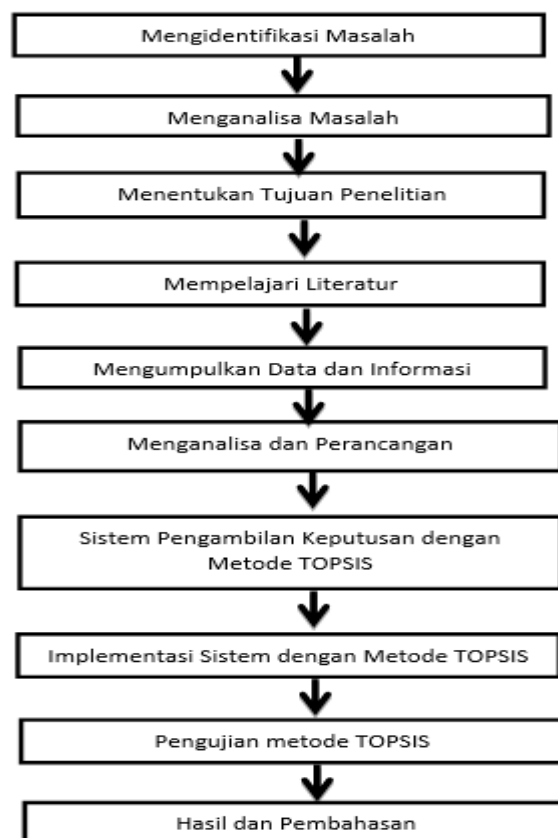 Mengidentifikasi Masalah
Menganalisa Masalah
Menentukan Tujuan Penelitian
Mempelajari Literatur
Mengumpulkan Data dan Informasi
Menganalisa dan Perancangan
Sistem Pengambilan Keputusan dengan
Metode TOPSIS
Implementasi Sistem dengan Metode TOPSIS
Pengujian metode TOPSIS
Hasil dan Pembahasan